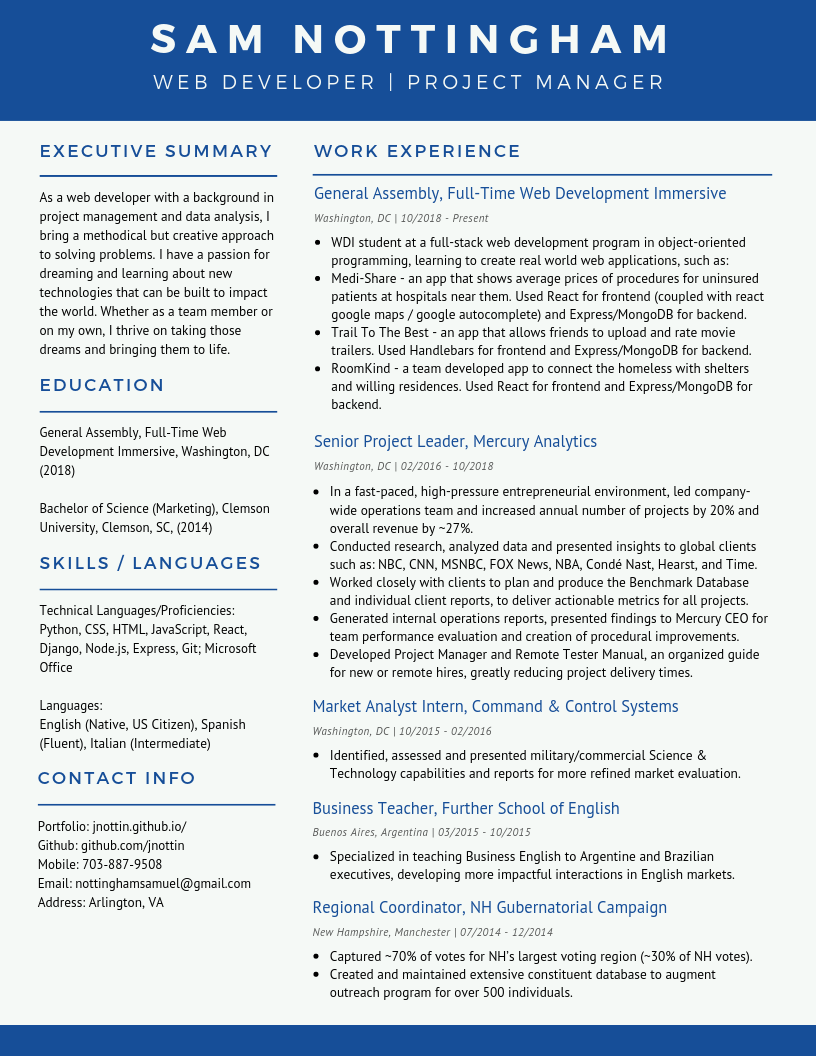 SAM NOTTINGHAM
WEB DEVELOPER | PROJECT MANAGER
EXECUTIVE SUMMARY
As a web developer with a background in
project management and data analysis, I
bring a methodical but creative approach
to solving problems. I have a passion for
dreaming and learning about new
technologies that can be built to impact
the world. Whether as a team member or
on my own, I thrive on taking those
dreams and bringing them to life.
EDUCATION
General Assembly, Full-Time Web
Development Immersive, Washington, DC
(2018)
Bachelor of Science (Marketing), Clemson
University, Clemson, SC, (2014)
SKILLS / LANGUAGES
Technical Languages/Proficiencies:
Python, CSS, HTML, JavaScript, React,
Django, Node.js, Express, Git; Microsoft
Office
Languages:
English (Native, US Citizen), Spanish
(Fluent), Italian (Intermediate)
CONTACT INFO
Portfolio: jnottin.github.io/
Github: github.com/jnottin
Mobile: 703-887-9508
Email: nottinghamsamuel@gmail.com
Address: Arlington, VA
WORK EXPERIENCE
General Assembly, Full-Time Web Development Immersive
Washington, DC | 10/2018 - Present
• WDI student at a full-stack web development program in object-oriented
programming, learning to create real world web applications, such as:
• Medi-Share - an app that shows average prices of procedures for uninsured
patients at hospitals near them. Used React for frontend (coupled with react
google maps / google autocomplete) and Express/MongoDB for backend.
• Trail To The Best - an app that allows friends to upload and rate movie
trailers. Used Handlebars for frontend and Express/MongoDB for backend.
• RoomKind - a team developed app to connect the homeless with shelters
and willing residences. Used React for frontend and Express/MongoDB for
backend.
Senior Project Leader, Mercury Analytics
Washington, DC | 02/2016 - 10/2018
• In a fast-paced, high-pressure entrepreneurial environment, led company-
wide operations team and increased annual number of projects by 20% and
overall revenue by ~27%.
• Conducted research, analyzed data and presented insights to global clients
such as: NBC, CNN, MSNBC, FOX News, NBA, Condé Nast, Hearst, and Time.
• Worked closely with clients to plan and produce the Benchmark Database
and individual client reports, to deliver actionable metrics for all projects.
• Generated internal operations reports, presented findings to Mercury CEO for
team performance evaluation and creation of procedural improvements.
• Developed Project Manager and Remote Tester Manual, an organized guide
for new or remote hires, greatly reducing project delivery times.
Market Analyst Intern, Command & Control Systems
Washington, DC | 10/2015 - 02/2016
• Identified, assessed and presented military/commercial Science &
Technology capabilities and reports for more refined market evaluation.
Business Teacher, Further School of English
Buenos Aires, Argentina | 03/2015 - 10/2015
• Specialized in teaching Business English to Argentine and Brazilian
executives, developing more impactful interactions in English markets.
Regional Coordinator, NH Gubernatorial Campaign
New Hampshire, Manchester | 07/2014 - 12/2014
• Captured ~70% of votes for NH's largest voting region (~30% of NH votes).
• Created and maintained extensive constituent database to augment
outreach program for over 500 individuals.